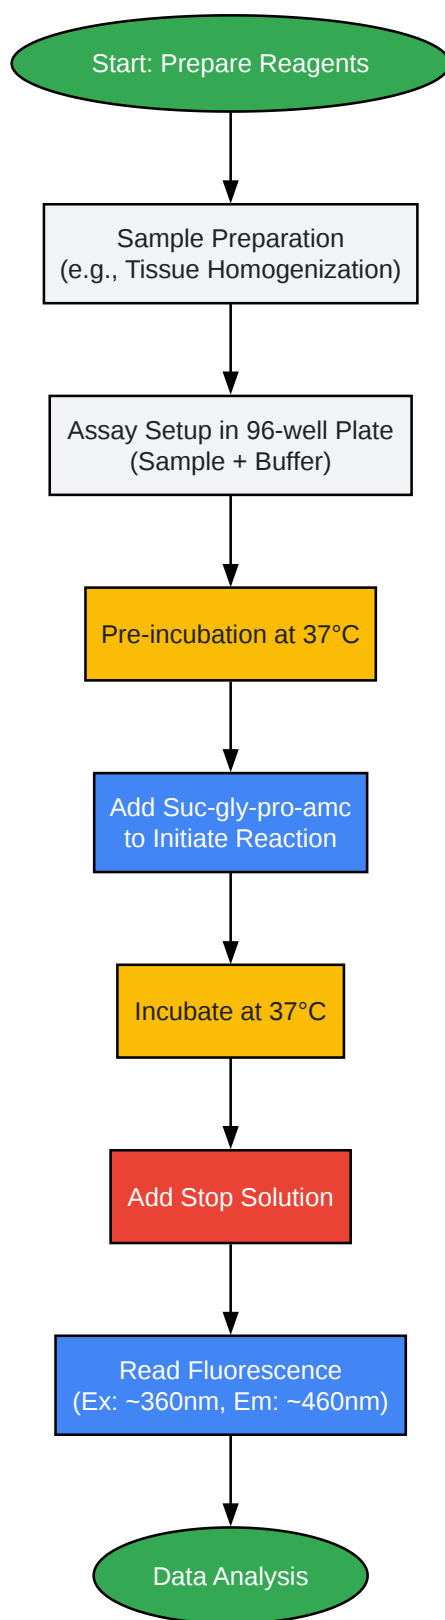 Start: Prepare Reagents
Sample Preparation
(e.g., Tissue Homogenization)
Assay Setup in 96-well Plate
(Sample + Buffer)
Pre-incubation at 37°C
Add Suc-gly-pro-amc
to Initiate Reaction
Incubate at 37°C
Add Stop Solution
Read Fluorescence
(Ex: ~360nm, Em: ~460nm)
Data Analysis